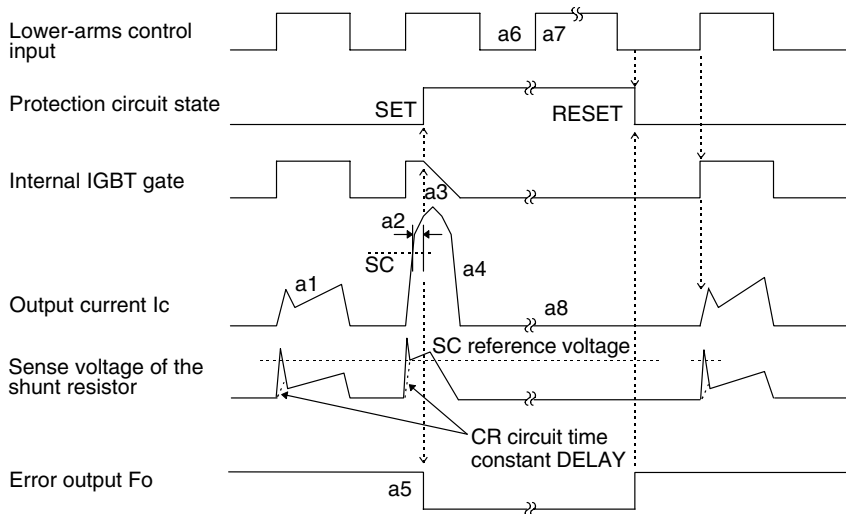 Lower-arms control
input
a6
a7
Protection circuit state
SET
RESET
Internal IGBT gate
a3
a2
SC
a4
a1
Output current Ic
a8
SC reference voltage
Sense voltage of the
shunt resistor
CR circuit time
constant DELAY
Error output Fo
a5